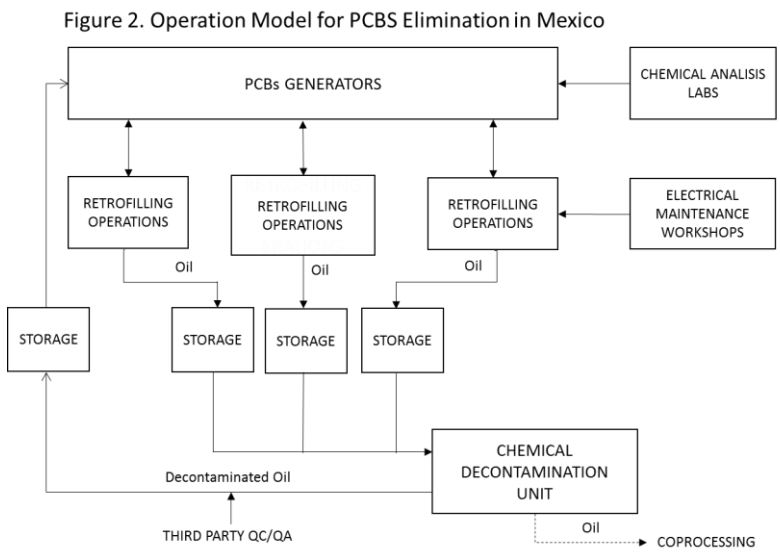 Figure 2. Operation Model for PCBS Elimination in Mexico
PCBs GENERATORS
CHEMICAL ANALISIS
LABS
RETROFILLING
OPERATIONS
RETROFILLING
OPERATIONS
RETROFILLING
OPERATIONS
ELECTRICAL
MAINTENANCE
WORKSHOPS
Oil
Oil
Oil
STORAGE
STORAGE
STORAGE
STORAGE
CHEMICAL
DECONTAMINATION
UNIT
Decontaminated Oil
THIRD PARTY QC/QA
Oil
COPROCESSING